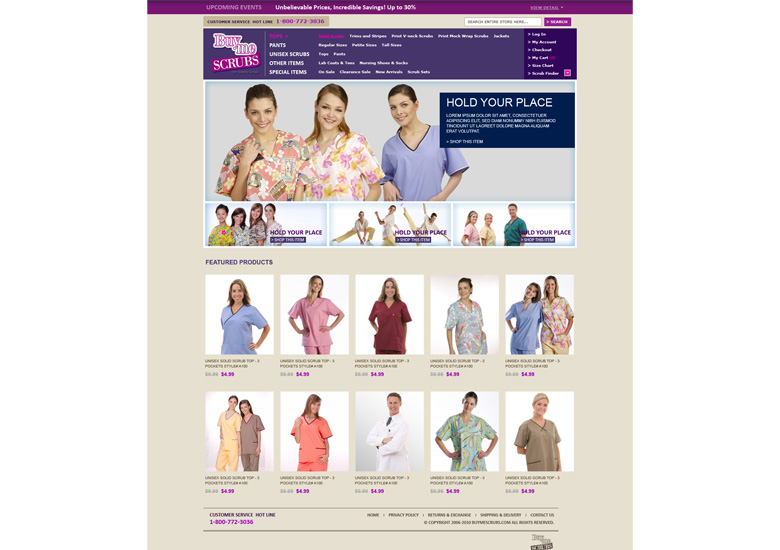 UPCOMING EVENTS
Unbelievable Prices, Incredible Savings! Up to 30%
VIEW DETAIL
CUSTOMER SERVICE HOT LINE 1-800-772-3036
SEARCH ENTIRE STORE HERE...
> SEARCH
Buy me SCRUBS
TOPS
PANTS
UNISEX SCRUBS
OTHER ITEMS
SPECIAL ITEMS
Solid Scrubs Trims and Stripes Print V-neck Scrubs Print Mock Wrap Scrubs Jackets
Regular Sizes Petite Sizes Tall Sizes
Tops Pants
Lab Coats & Tens Nursing Shoes & Socks
On Sale Clearance Sale New Arrivals Scrub Sets
> Log In
> My Account
> Checkout
> My Cart
> Size Chart
> Scrub Finder
HOLD YOUR PLACE
LOREM IPSUM DOLOR SIT AMET, CONSECTETUER
ADIPISCING ELIT, SED DIAM NONUMMY NIBH EUISMOD
TINCIDUNT UT LAOREET DOLORE MAGNA ALIQUAM
ERAT VOLUTPAT.
> SHOP THIS ITEM
HOLD YOUR PLACE
> SHOP THIS ITEM
HOLD YOUR PLACE
> SHOP THIS ITEM
HOLD YOUR PLACE
> SHOP THIS ITEM
FEATURED PRODUCTS
UNISEX SOLID SCRUB TOP - 3
POCKETS STYLE# A100
$9.99 $4.99
UNISEX SOLID SCRUB TOP - 3
POCKETS STYLE# A100
$9.99 $4.99
UNISEX SOLID SCRUB TOP - 3
POCKETS STYLE# A100
$9.99 $4.99
UNISEX SOLID SCRUB TOP - 3
POCKETS STYLE# A100
$9.99 $4.99
UNISEX SOLID SCRUB TOP - 3
POCKETS STYLE# A100
$9.99 $4.99
UNISEX SOLID SCRUB TOP - 3
POCKETS STYLE# A100
$9.99 $4.99
UNISEX SOLID SCRUB TOP - 3
POCKETS STYLE# A100
$9.99 $4.99
UNISEX SOLID SCRUB TOP - 3
POCKETS STYLE# A100
$9.99 $4.99
UNISEX SOLID SCRUB TOP - 3
POCKETS STYLE# A100
$9.99 $4.99
UNISEX SOLID SCRUB TOP - 3
POCKETS STYLE# A100
$9.99 $4.99
CUSTOMER SERVICE HOT LINE
1-800-772-3036
HOME | PRIVACY POLICY | RETURNS & EXCHANGE | SHIPPING & DELIVERY | CONTACT US
© COPYRIGHT 2006-2010 BUYMESCRUBS.COM ALL RIGHTS RESERVED.
Buy me SCRUBS